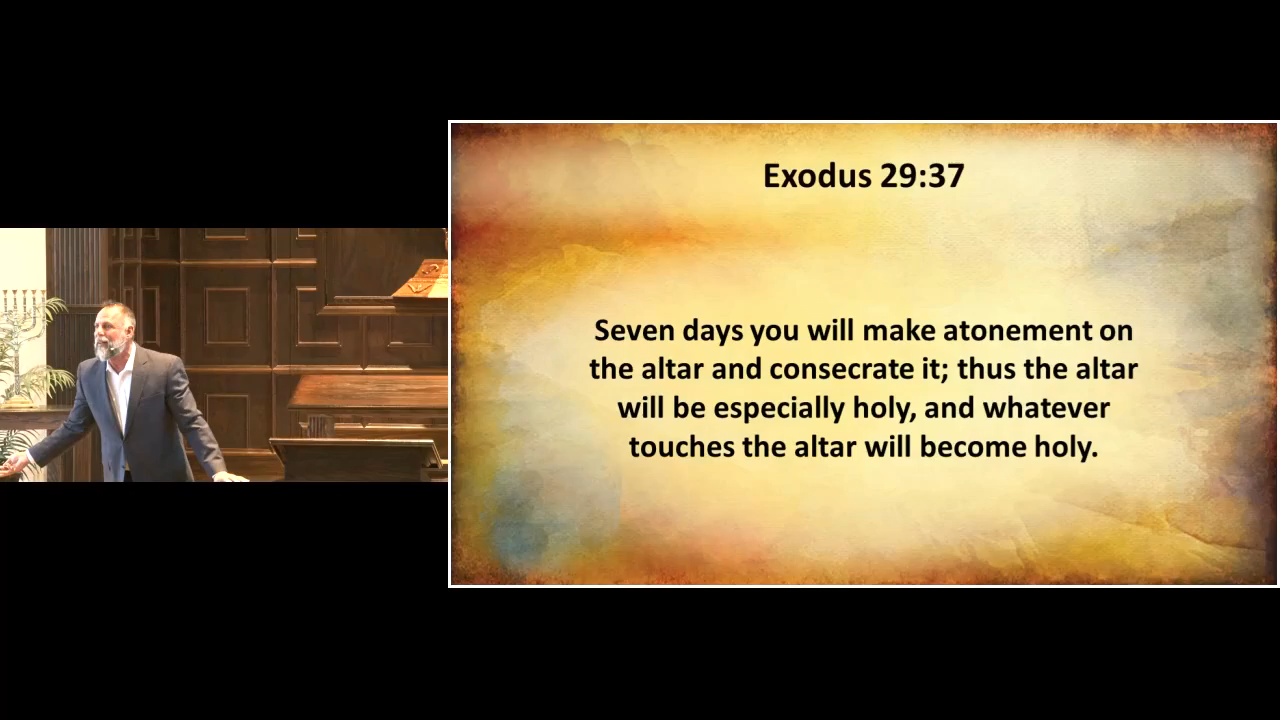 Exodus 29:37
Seven days you will make atonement on
the altar and consecrate it; thus the altar
will be especially holy, and whatever
touches the altar will become holy.